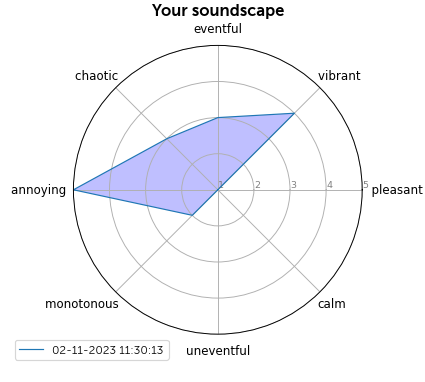 Your soundscape
eventful
chaotic
vibrant
annoying
1
2
3
4
5
pleasant
monotonous
calm
uneventful
02-11-2023 11:30:13